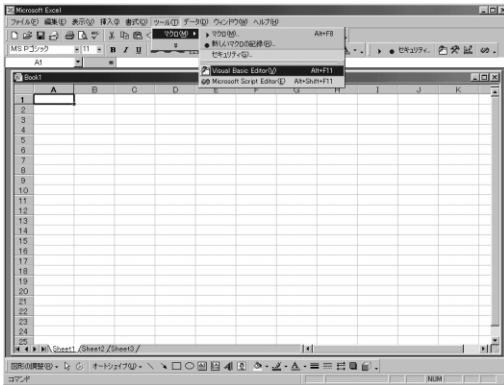 Microsoft Excel
ファイル(F) 編集(E) 表示(V) 挿入(I) 書式(O) ツール(T) データ(D) ウィンドウ(W) ヘルプ(H)
マクロ(M)
マクロ(M)... Alt+F8
新しいマクロの記録(R)...
セキュリティ(S)...
Visual Basic Editor(V) Alt+F11
Microsoft Script Editor(E) Alt+Shift+F11
MS Pゴシック 11 B I U
セキュリティ...
A1 =
Book1
A B C D E F G H I J K
1
2
3
4
5
6
7
8
9
10
11
12
13
14
15
16
17
18
19
20
21
22
23
24
25
Sheet1 Sheet2 Sheet3
図形の調整(R) オートシェイプ(U)
コマンド NUM